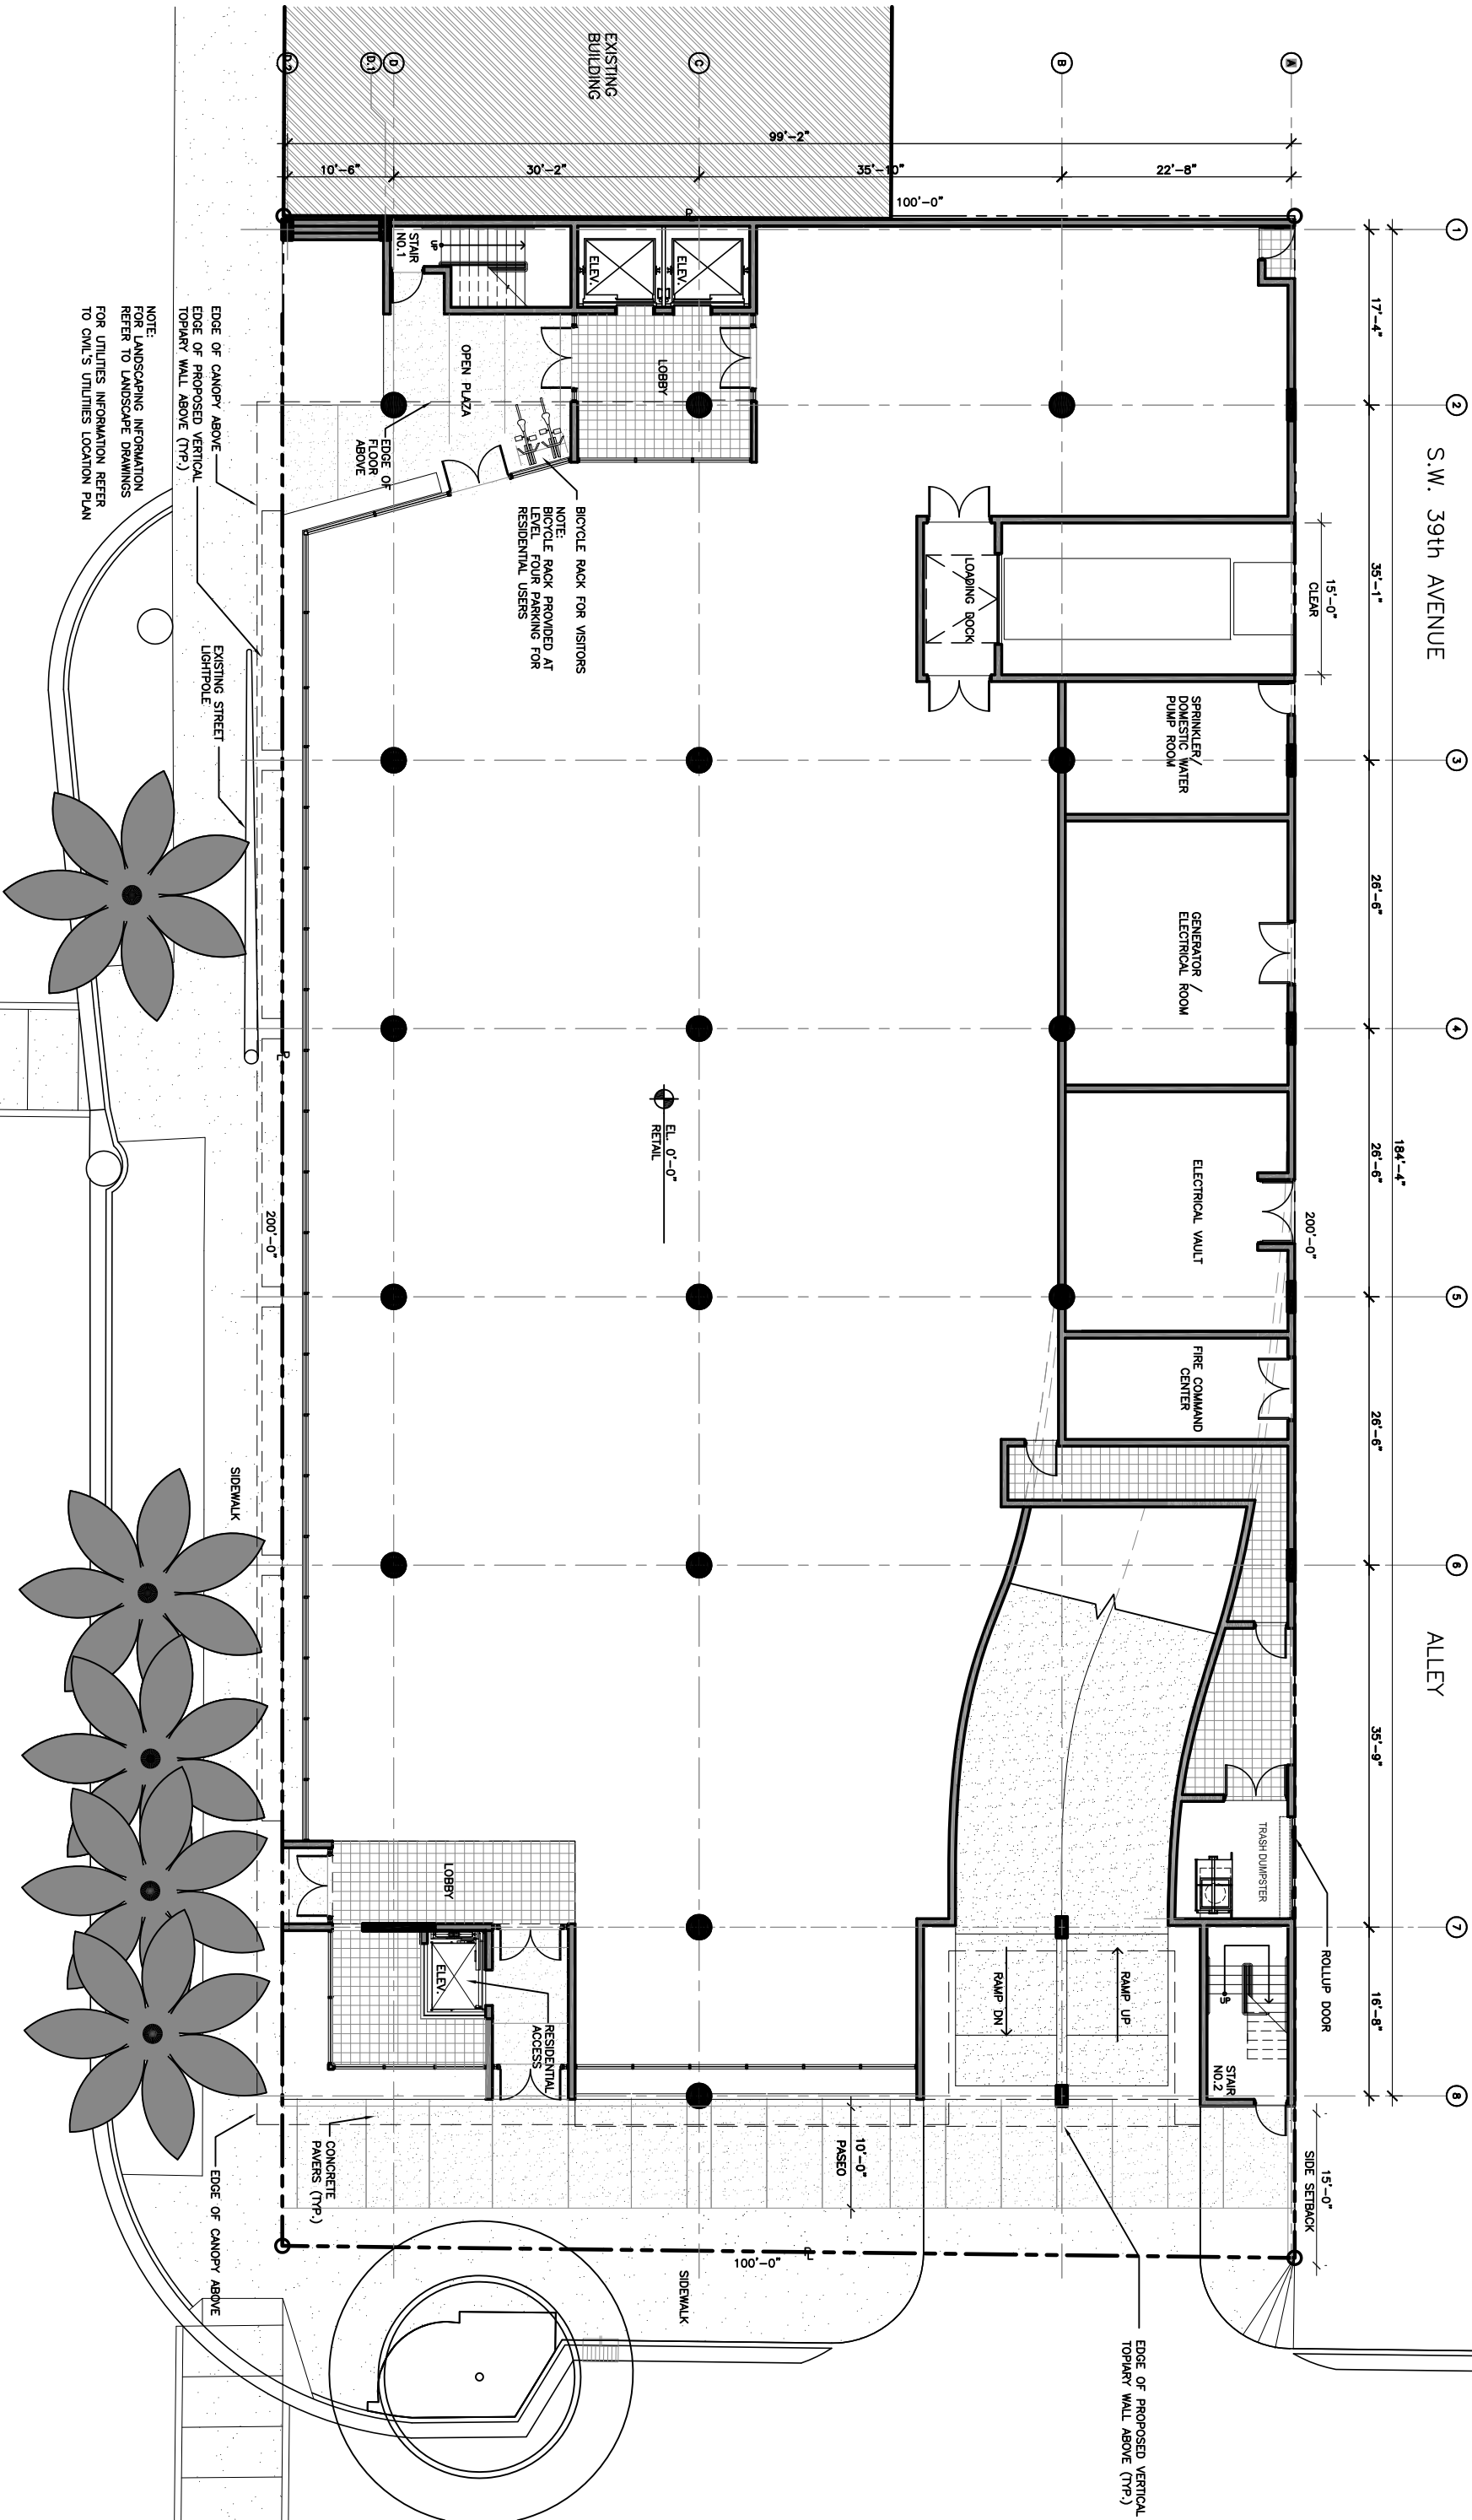 S.W. 39th AVENUE
ALLEY
1
2
3
4
5
6
7
8
184'-4"
17'-4"
35'-1"
26'-6"
26'-6"
26'-6"
35'-9"
16'-8"
A
B
C
D
D.1
D.2
99'-2"
22'-8"
35'-10"
30'-2"
10'-6"
100'-0"
EXISTING
BUILDING
15'-0"
CLEAR
200'-0"
ROLLUP DOOR
15'-0"
SIDE SETBACK
LOADING DOCK
SPRINKLER/
DOMESTIC WATER
PUMP ROOM
GENERATOR /
ELECTRICAL ROOM
ELECTRICAL VAULT
FIRE COMMAND
CENTER
TRASH DUMPSTER
STAIR
NO.2
UP
RAMP UP
RAMP DN
EDGE OF PROPOSED VERTICAL
TOPIARY WALL ABOVE (TYP.)
10'-0"
PASEO
PL
100'-0"
SIDEWALK
PL
ELEV.
ELEV.
LOBBY
STAIR
NO.1
UP
OPEN PLAZA
EDGE OF
FLOOR
ABOVE
BICYCLE RACK FOR VISITORS
NOTE:
BICYCLE RACK PROVIDED AT
LEVEL FOUR PARKING FOR
RESIDENTIAL USERS
EL. 0'-0"
RETAIL
LOBBY
ELEV.
RESIDENTIAL
ACCESS
CONCRETE
PAVERS (TYP.)
EDGE OF CANOPY ABOVE
PL
200'-0"
SIDEWALK
EXISTING STREET
LIGHTPOLE
EDGE OF CANOPY ABOVE
EDGE OF PROPOSED VERTICAL
TOPIARY WALL ABOVE (TYP.)
NOTE:
FOR LANDSCAPING INFORMATION
REFER TO LANDSCAPE DRAWINGS
FOR UTILITIES INFORMATION REFER
TO CIVIL'S UTILITIES LOCATION PLAN